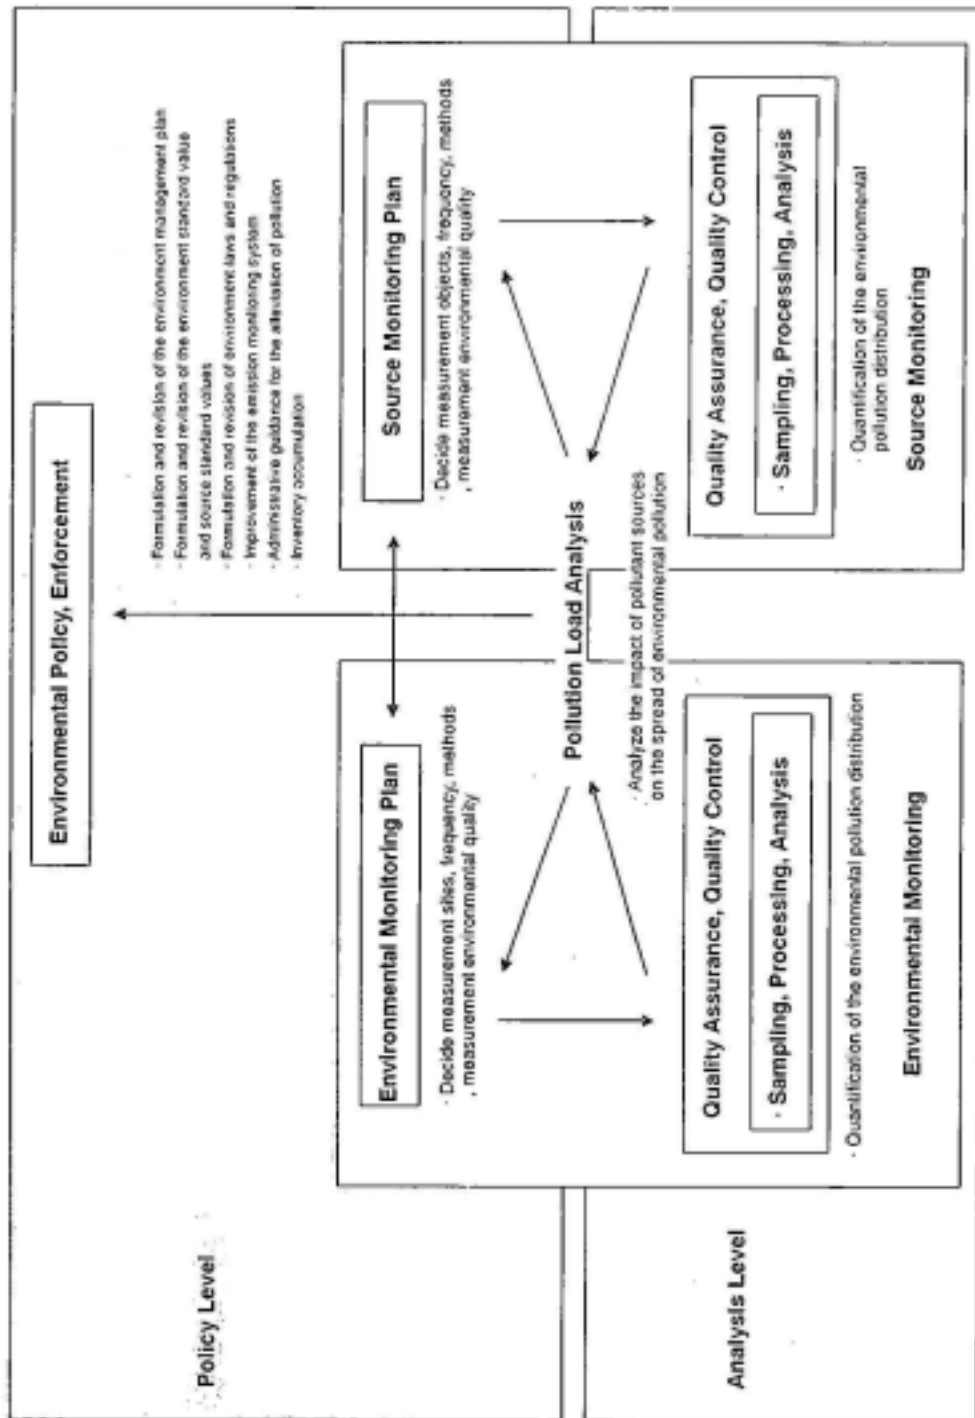 Environmental Policy, Enforcement
· Formulation and revision of the environment management plan
· Formulation and revision of the environment standard value
and source standard values
· Formulation and revision of environment laws and regulations
· Improvement of the emission monitoring system
· Administrative guidance for the alleviation of pollution
· Inventory accumulation
· Policy Level
Environmental Monitoring Plan
· Decide measurement sites, frequency, methods
, measurement environmental quality
Source Monitoring Plan
· Decide measurement objects, frequency, methods
, measurement environmental quality
Pollution Load Analysis
· Analyze the impact of pollutant sources
on the spread of environmental pollution
Analysis Level
Quality Assurance, Quality Control
· Sampling, Processing, Analysis
· Quantification of the environmental pollution distribution
Environmental Monitoring
Quality Assurance, Quality Control
· Sampling, Processing, Analysis
· Quantification of the environmental
pollution distribution
Source Monitoring